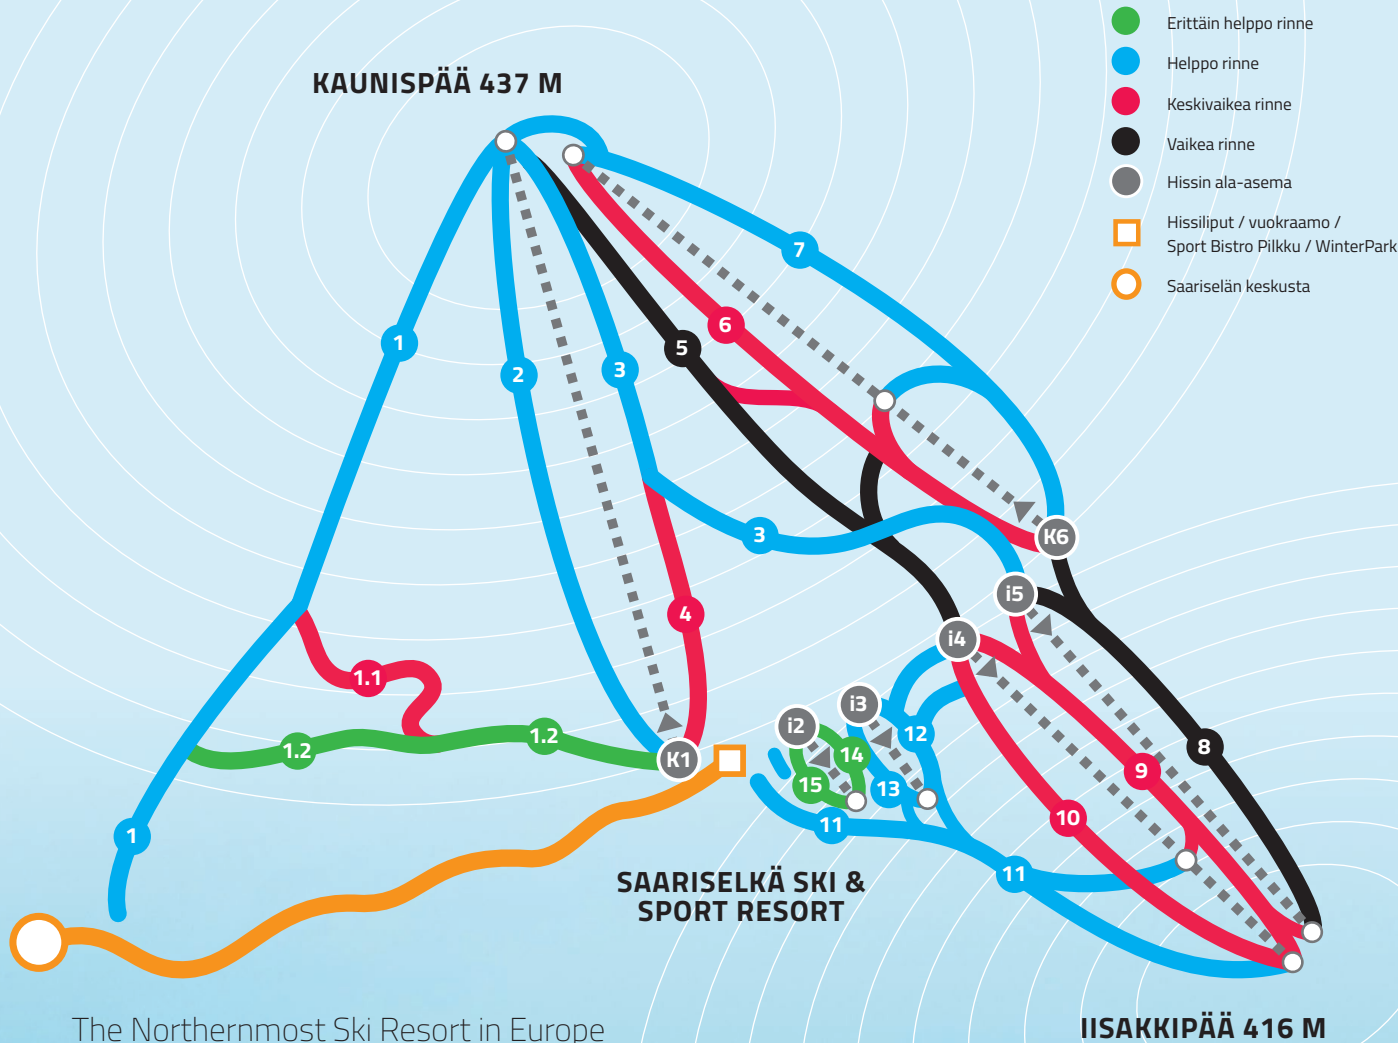 Erittäin helppo rinne
Helppo rinne
KAUNISPÄÄ 437 M
Keskivaikea rinne
Vaikea rinne
Hissin ala-asema
Hissiliput / vuokraamo /
Sport Bistro Pilkku / WinterPark
Saariselän keskusta
7
6
1
5
3
2
3
K6
i5
4
i4
1.1
i3
i2
12
1.2
1.2
8
14
K1
9
15
13
10
11
1
11
SAARISELKÄ SKI &
SPORT RESORT
The Northernmost Ski Resort in Europe
IISAKKIPÄÄ 416 M